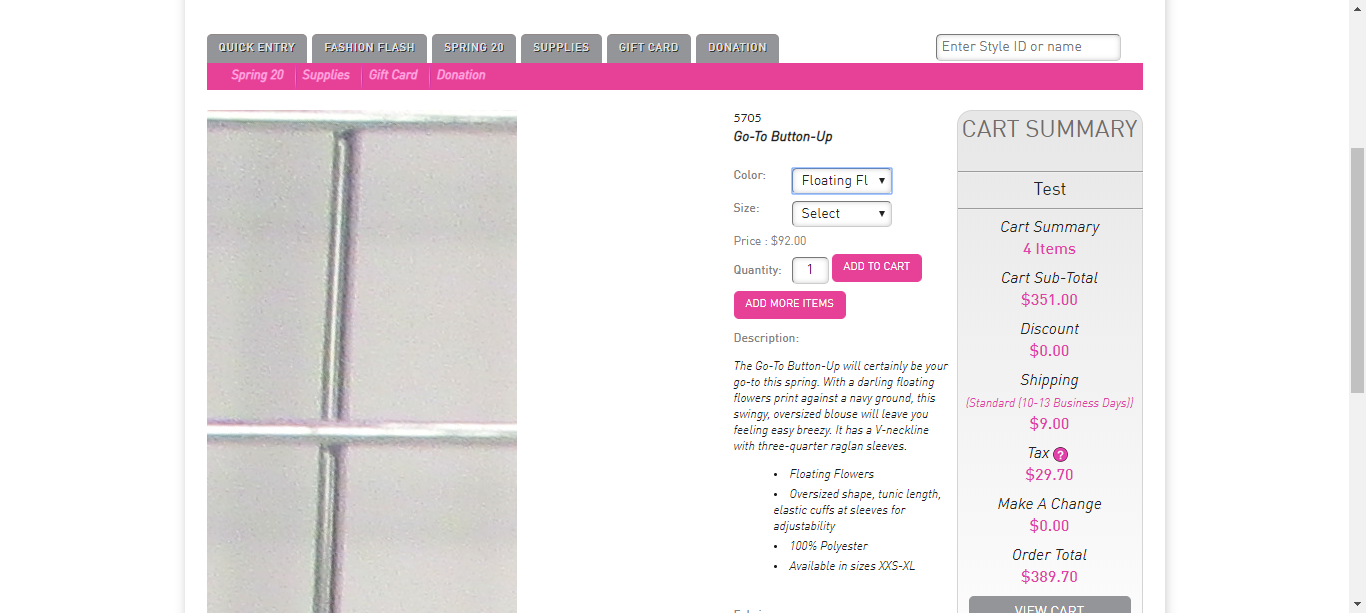 QUICK ENTRY
FASHION FLASH
SPRING 20
SUPPLIES
GIFT CARD
DONATION
Enter Style ID or name
Spring 20
Supplies
Gift Card
Donation
5705
Go-To Button-Up
Color:
Floating Fl
Size:
Select
Price : $92.00
Quantity:
1
ADD TO CART
ADD MORE ITEMS
Description:
The Go-To Button-Up will certainly be your
go-to this spring. With a darling floating
flowers print against a navy ground, this
swingy, oversized blouse will leave you
feeling easy breezy. It has a V-neckline
with three-quarter raglan sleeves.
• Floating Flowers
• Oversized shape, tunic length,
elastic cuffs at sleeves for
adjustability
• 100% Polyester
• Available in sizes XXS-XL
CART SUMMARY
Test
Cart Summary
4 Items
Cart Sub-Total
$351.00
Discount
$0.00
Shipping
(Standard (10-13 Business Days))
$9.00
Tax ?
$29.70
Make A Change
$0.00
Order Total
$389.70
VIEW CART